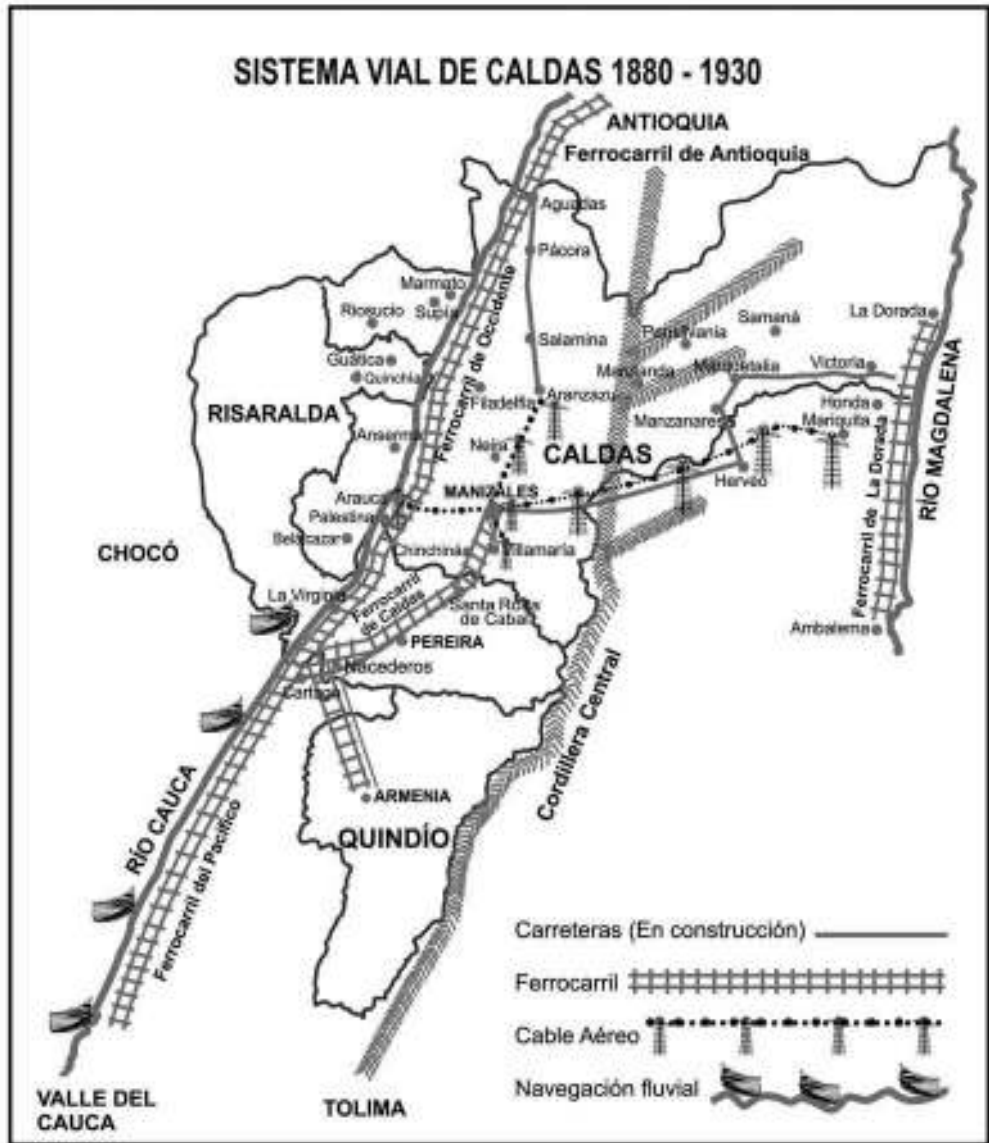 SISTEMA VIAL DE CALDAS 1880 - 1930
ANTIOQUIA
Ferrocarril de Antioquia
Aguadas
Pácora
Marmato
Supía
Riosucio
Ferrocarril de Occidente
Salamina
Pensilvania
Samaná
La Dorada
Guática
Quinchía
Manzanares
Victoria
RISARALDA
Filadelfia
Aranzazu
Honda
Mariquita
Anserma
Neira
CALDAS
Herveo
Arauca
MANIZALES
Palestina
Belalcazar
CHOCÓ
Chinchiná
Villamaría
Ferrocarril de La Dorada
RÍO MAGDALENA
La Virginia
Ferrocarril
de Caldas
Santa Rosa
de Cabal
Ambalema
PEREIRA
Nacederos
Cartago
Cordillera Central
ARMENIA
QUINDÍO
RÍO CAUCA
Ferrocarril del Pacífico
Carreteras (En construcción)
Ferrocarril
Cable Aéreo
Navegación fluvial
VALLE DEL
CAUCA
TOLIMA